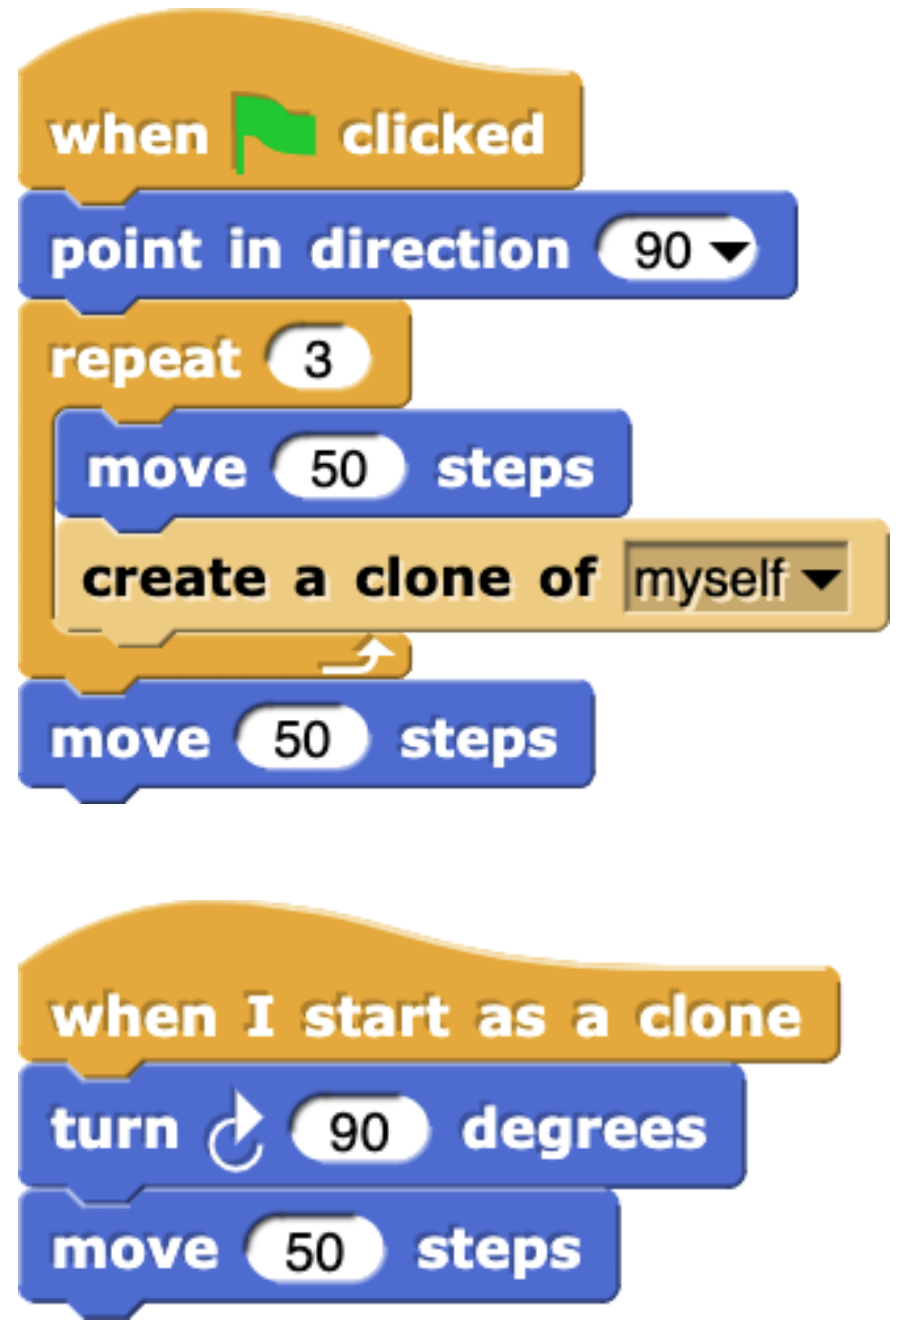 when clicked
point in direction 90
repeat 3
move 50 steps
create a clone of myself
move 50 steps
when I start as a clone
turn 90 degrees
move 50 steps